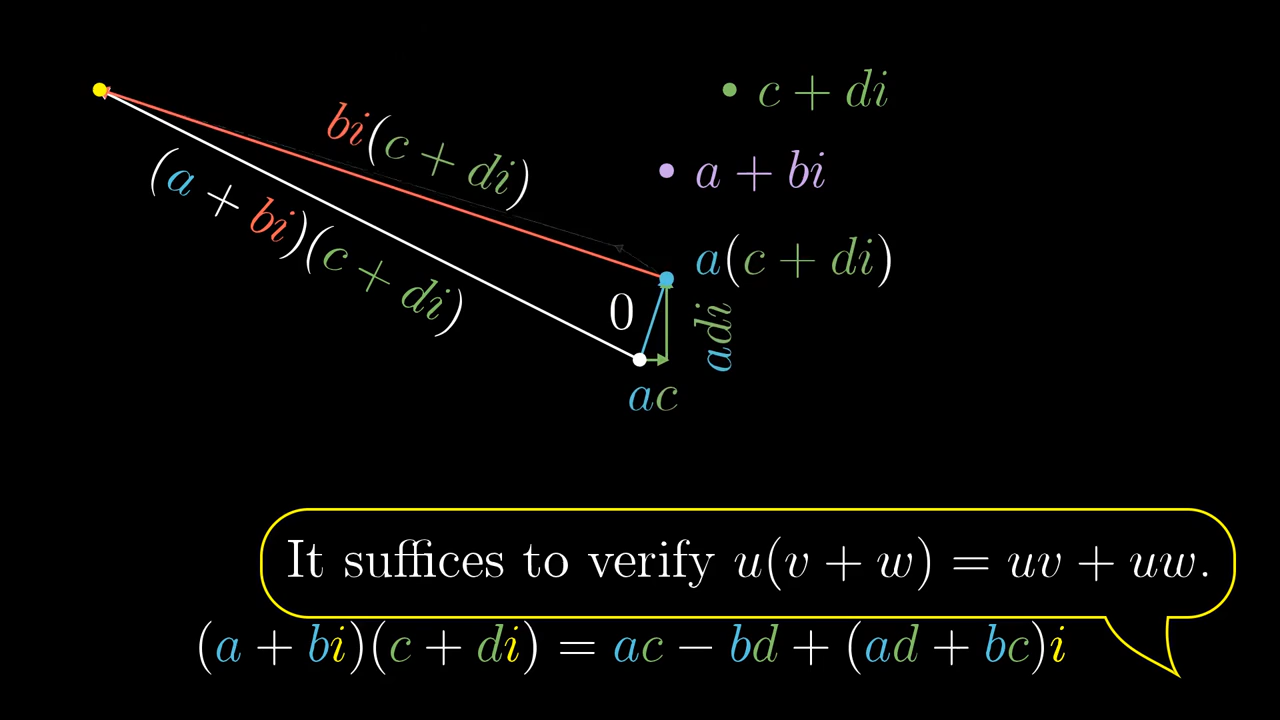 c + di
bi(c + di)
a + bi
(a + bi)(c + di)
a(c + di)
0
adi
ac
It suffices to verify u(v + w) = uv + uw.
(a + bi)(c + di) = ac − bd + (ad + bc)i